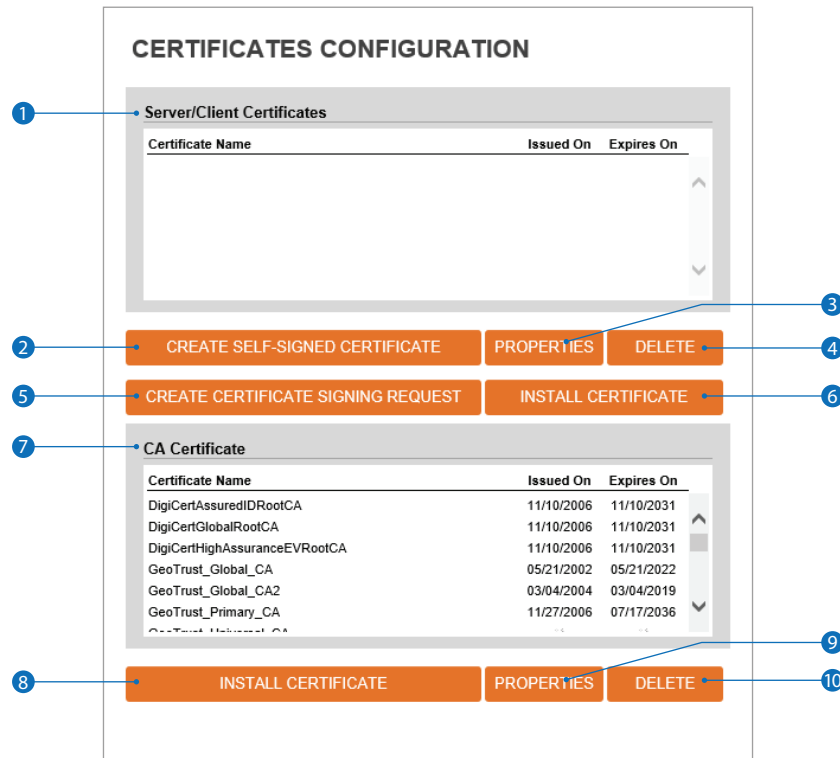 CERTIFICATES CONFIGURATION
1
Server/Client Certificates
Certificate Name Issued On Expires On
3
2 CREATE SELF-SIGNED CERTIFICATE PROPERTIES DELETE 4
5 CREATE CERTIFICATE SIGNING REQUEST INSTALL CERTIFICATE 6
7 CA Certificate
Certificate Name Issued On Expires On
DigiCertAssuredIDRootCA 11/10/2006 11/10/2031
DigiCertGlobalRootCA 11/10/2006 11/10/2031
DigiCertHighAssuranceEVRootCA 11/10/2006 11/10/2031
GeoTrust_Global_CA 05/21/2002 05/21/2022
GeoTrust_Global_CA2 03/04/2004 03/04/2019
GeoTrust_Primary_CA 11/27/2006 07/17/2036
9
8 INSTALL CERTIFICATE PROPERTIES DELETE 10